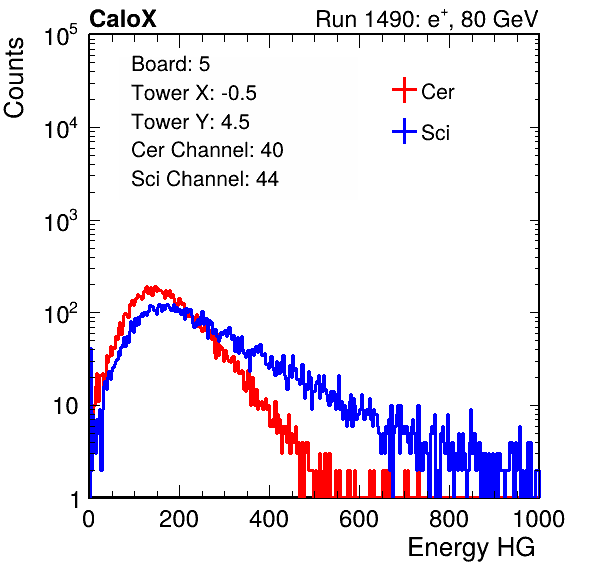 CaloX Run 1490: e⁺, 80 GeV
Counts
10⁵
10⁴
10³
10²
10
1
Board: 5
Tower X: -0.5
Tower Y: 4.5
Cer Channel: 40
Sci Channel: 44
Cer
Sci
0 200 400 600 800 1000
Energy HG